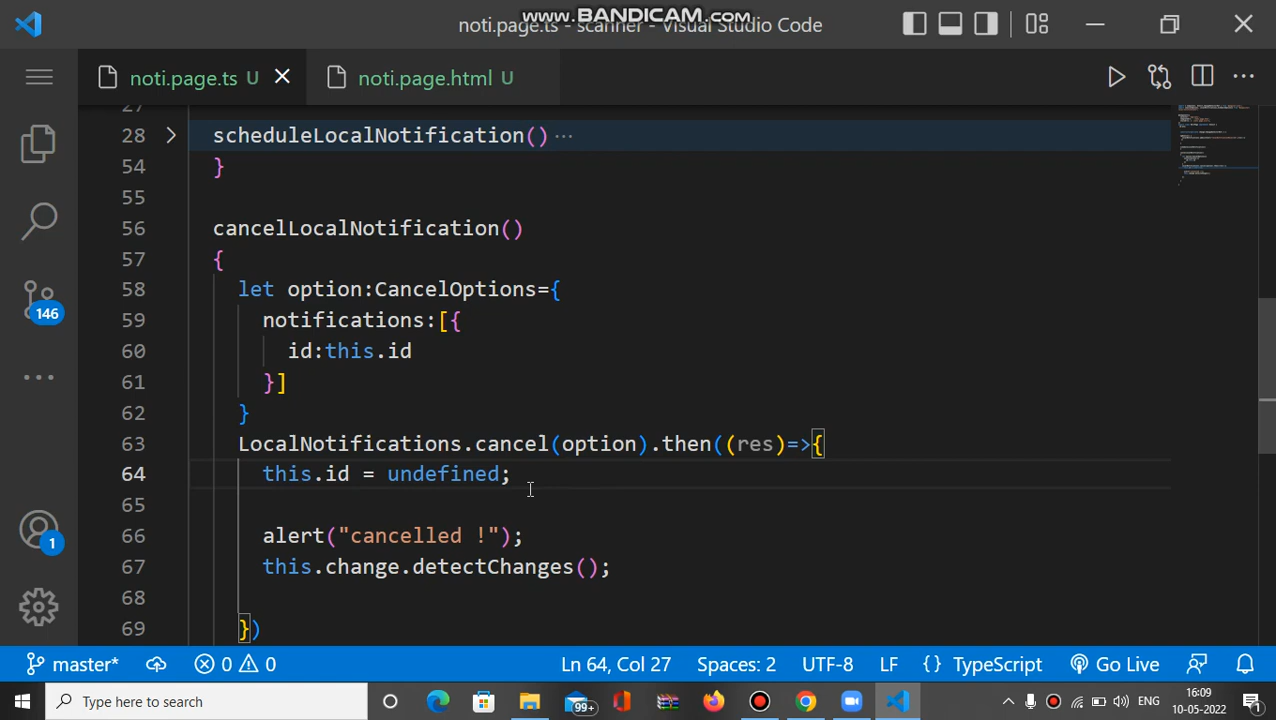 www.BANDICAM.com
noti.page.ts - scanner - Visual Studio Code
noti.page.ts U
noti.page.html U
27
28 scheduleLocalNotification() ···
54 }
55
56 cancelLocalNotification()
57 {
58 let option:CancelOptions={
59 notifications:[{
60 id:this.id
61 }]
62 }
63 LocalNotifications.cancel(option).then((res)=>{
64 this.id = undefined;
65
66 alert("cancelled !");
67 this.change.detectChanges();
68
69 })
146
1
master* 0 0 Ln 64, Col 27 Spaces: 2 UTF-8 LF {} TypeScript Go Live
Type here to search
99+
ENG
16:09
10-05-2022
1